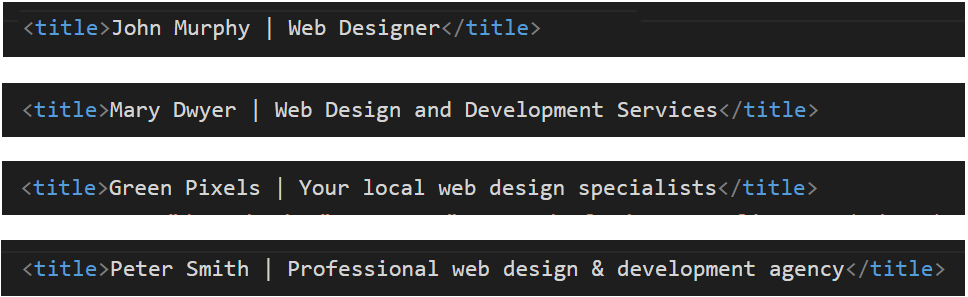 <title>John Murphy | Web Designer</title>
<title>Mary Dwyer | Web Design and Development Services</title>
<title>Green Pixels | Your local web design specialists</title>
<title>Peter Smith | Professional web design & development agency</title>